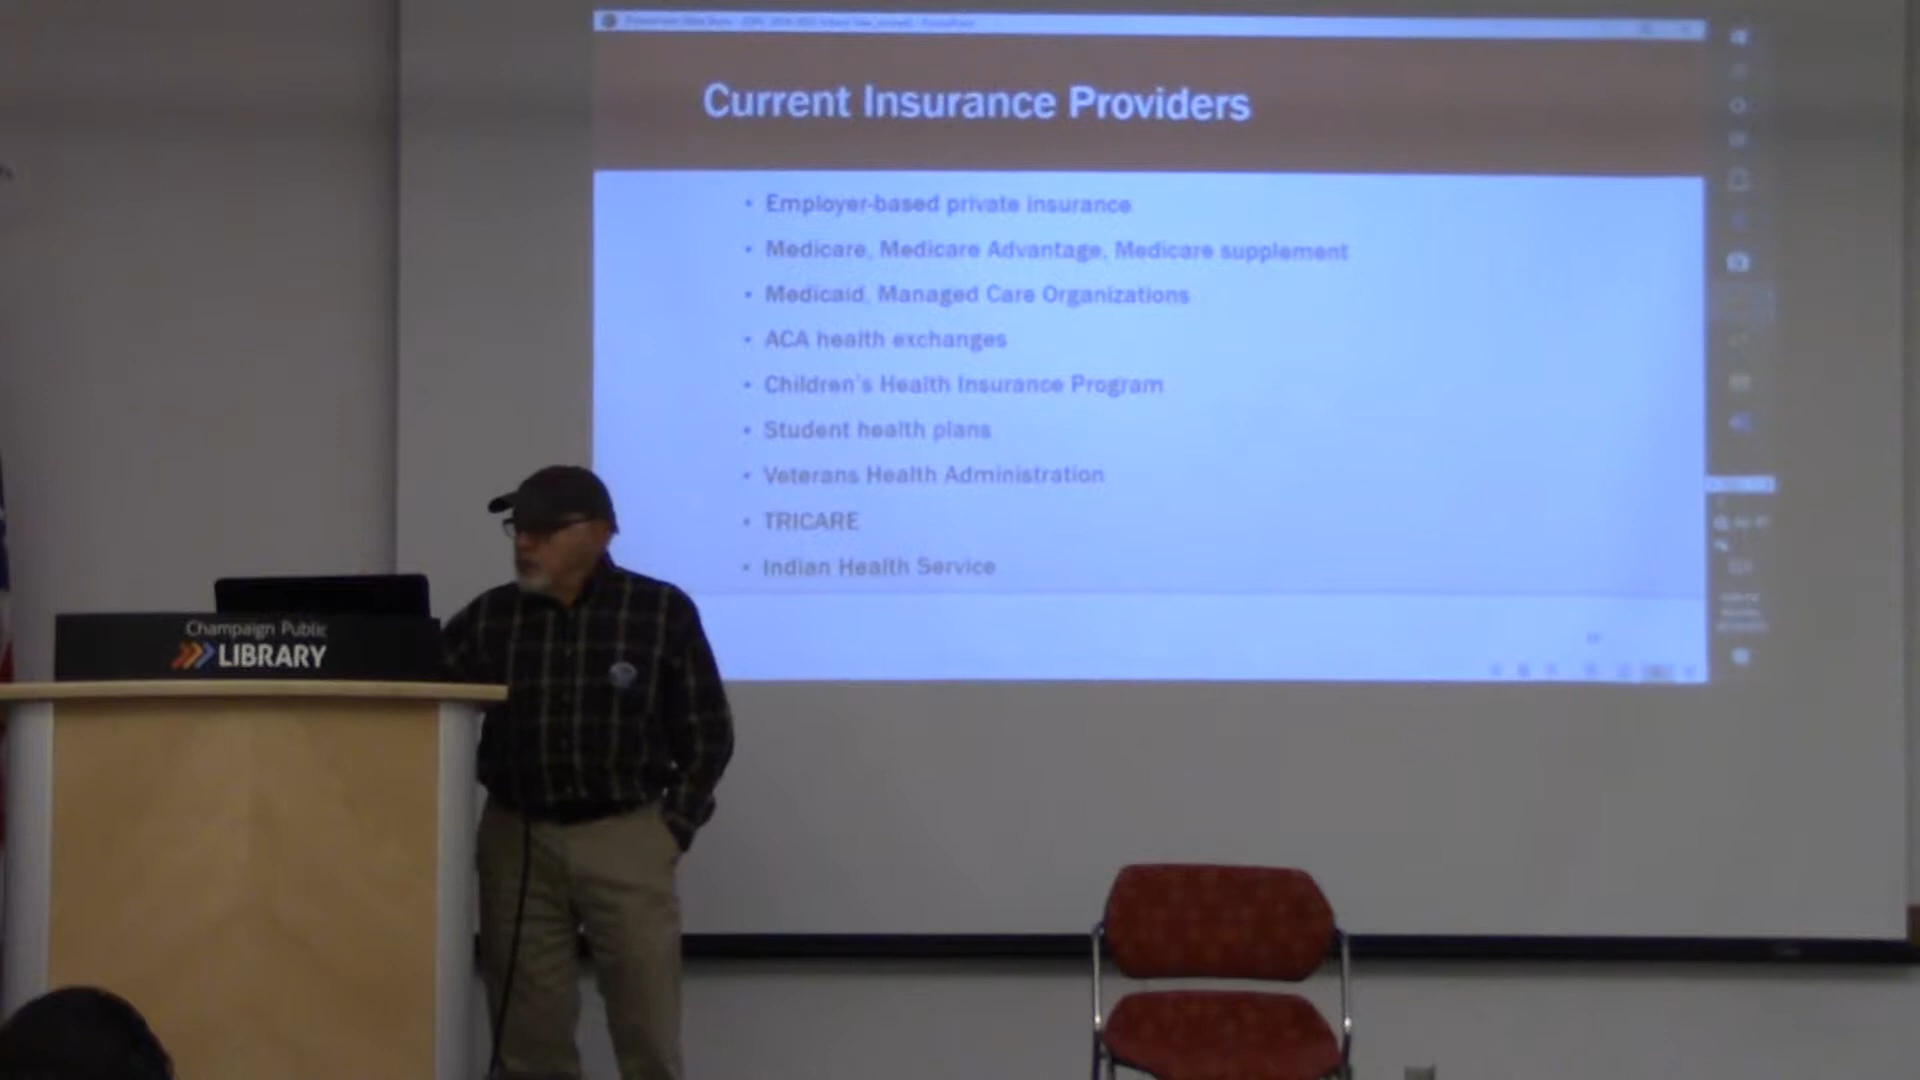 Current Insurance Providers
• Employer-based private insurance
• Medicare, Medicare Advantage, Medicare supplement
• Medicaid, Managed Care Organizations
• ACA health exchanges
• Children's Health Insurance Program
• Student health plans
• Veterans Health Administration
• TRICARE
• Indian Health Service
Champaign Public
LIBRARY